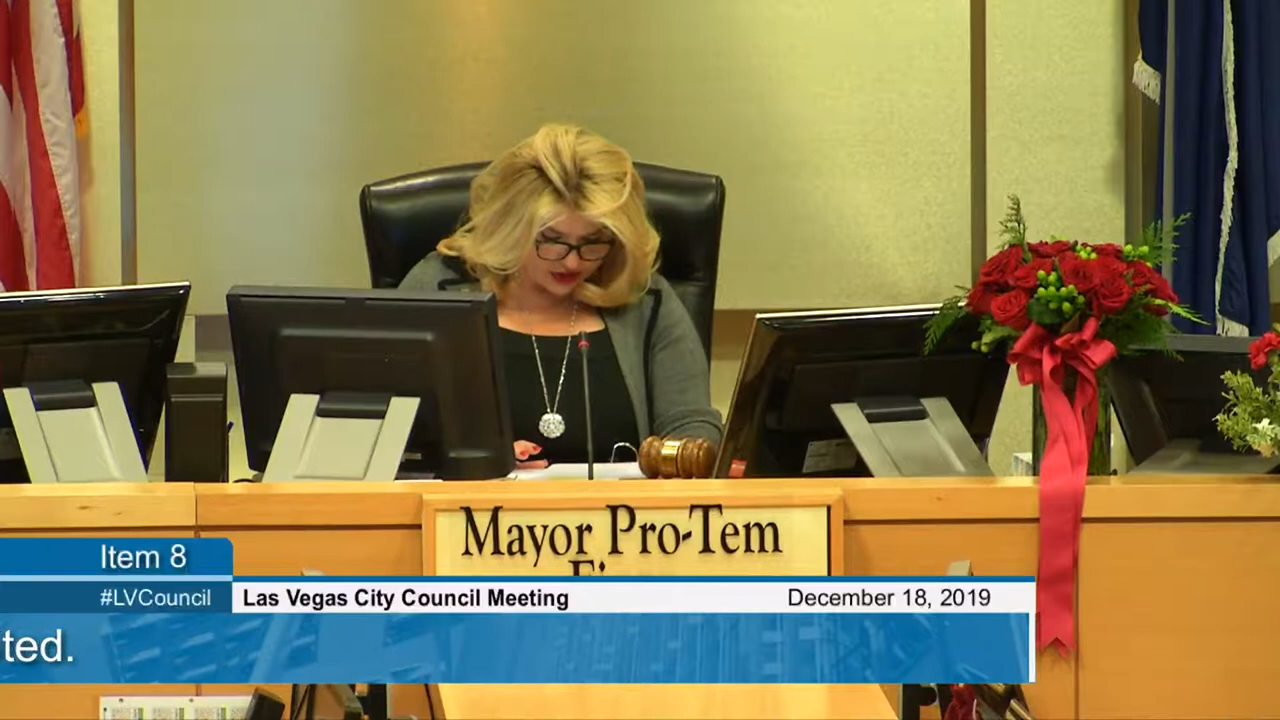 Mayor Pro-Tem
Item 8
#LVCouncil
Las Vegas City Council Meeting
December 18, 2019
ted.